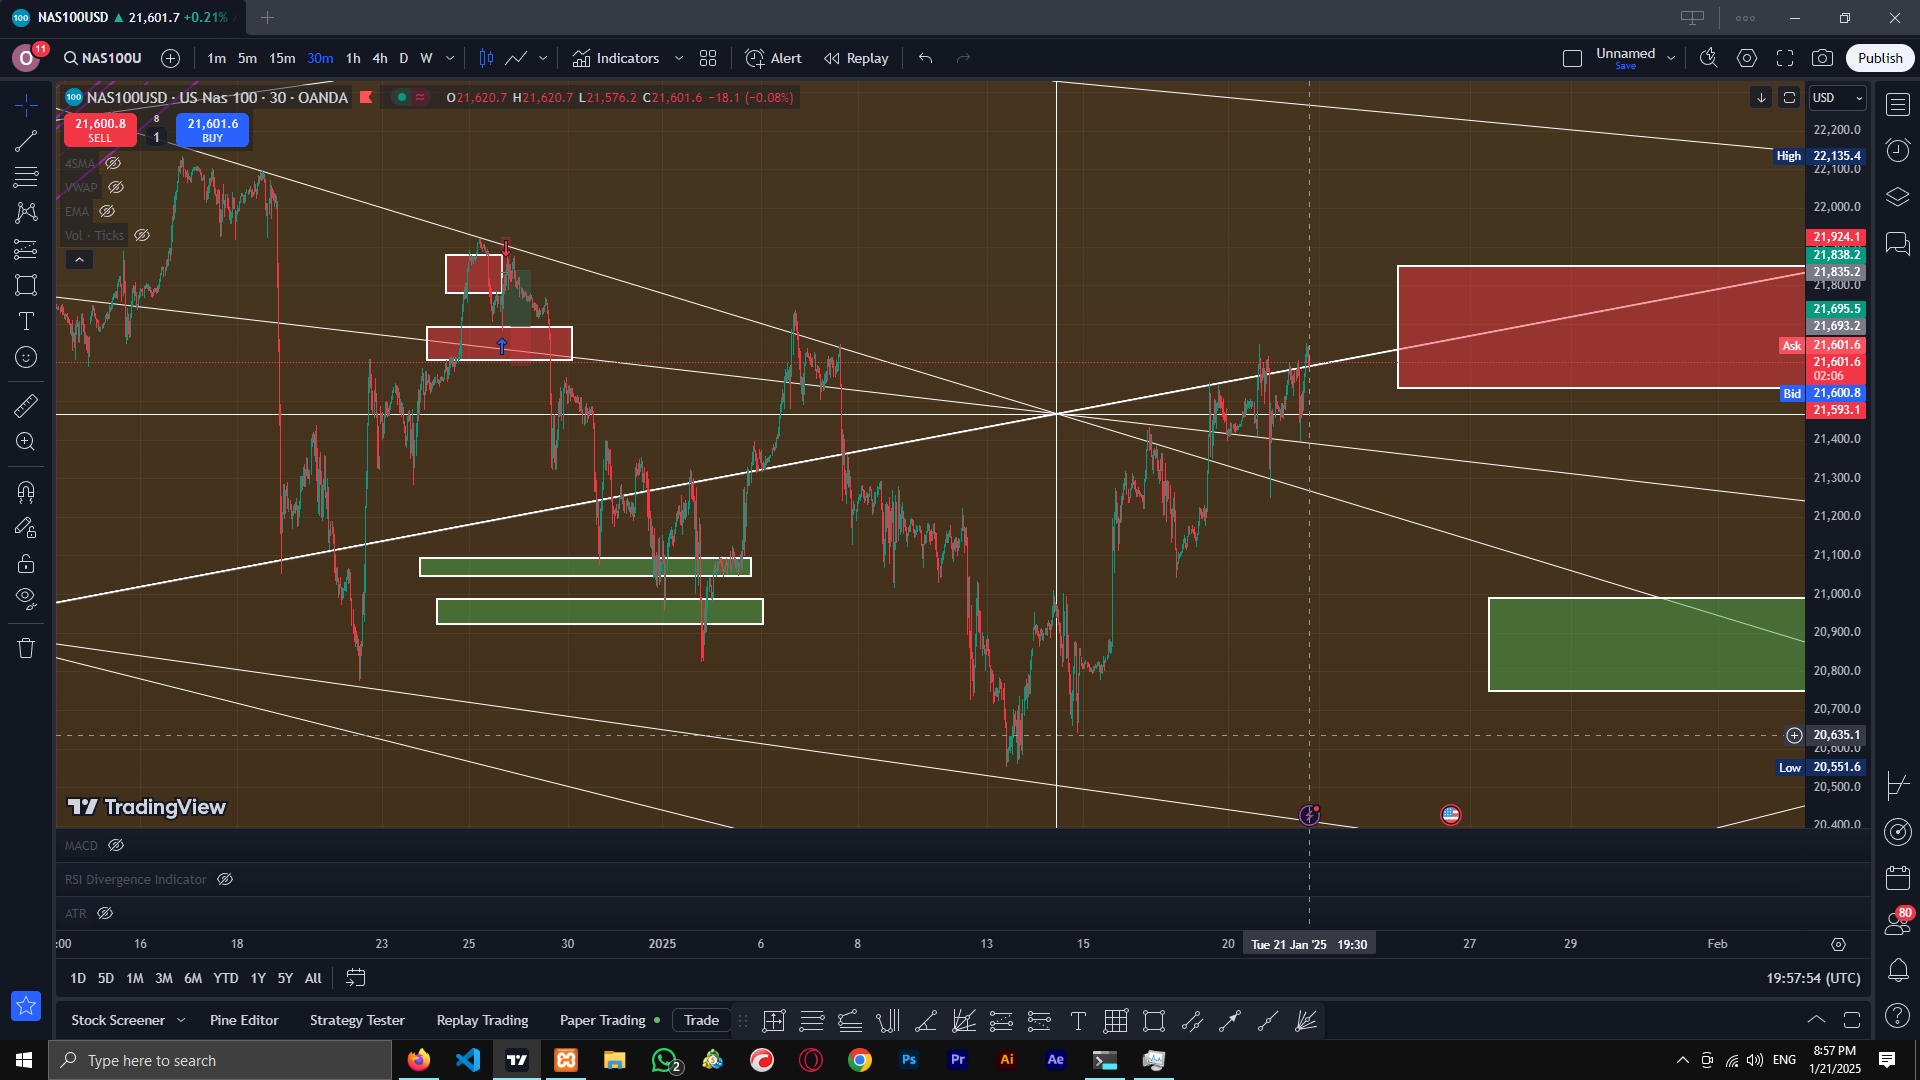 100 NAS100USD ▲ 21,601.7 +0.21%
O 11 NAS100U 1m 5m 15m 30m 1h 4h D W Indicators Alert Replay Unnamed Save Publish
100 NAS100USD · US Nas 100 · 30 · OANDA O21,620.7 H21,620.7 L21,576.2 C21,601.6 −18.1 (−0.08%)
USD
21,600.8 SELL 8 1 21,601.6 BUY
4SMA
VWAP
EMA
Vol · Ticks
22,200.0
High 22,135.4
22,100.0
22,000.0
21,924.1
21,838.2
21,835.2
21,800.0
21,695.5
21,693.2
Ask 21,601.6
21,601.6
02:06
Bid 21,600.8
21,593.1
21,400.0
21,300.0
21,200.0
21,100.0
21,000.0
20,900.0
20,800.0
20,700.0
20,635.1
20,600.0
Low 20,551.6
20,500.0
20,400.0
TradingView
MACD
RSI Divergence Indicator
ATR
80
:00 16 18 23 25 30 2025 6 8 13 15 20 Tue 21 Jan '25 19:30 27 29 Feb
1D 5D 1M 3M 6M YTD 1Y 5Y All 19:57:54 (UTC)
Stock Screener Pine Editor Strategy Tester Replay Trading Paper Trading Trade
Type here to search 2 Ps Pr Ai Ae ENG 8:57 PM
1/21/2025